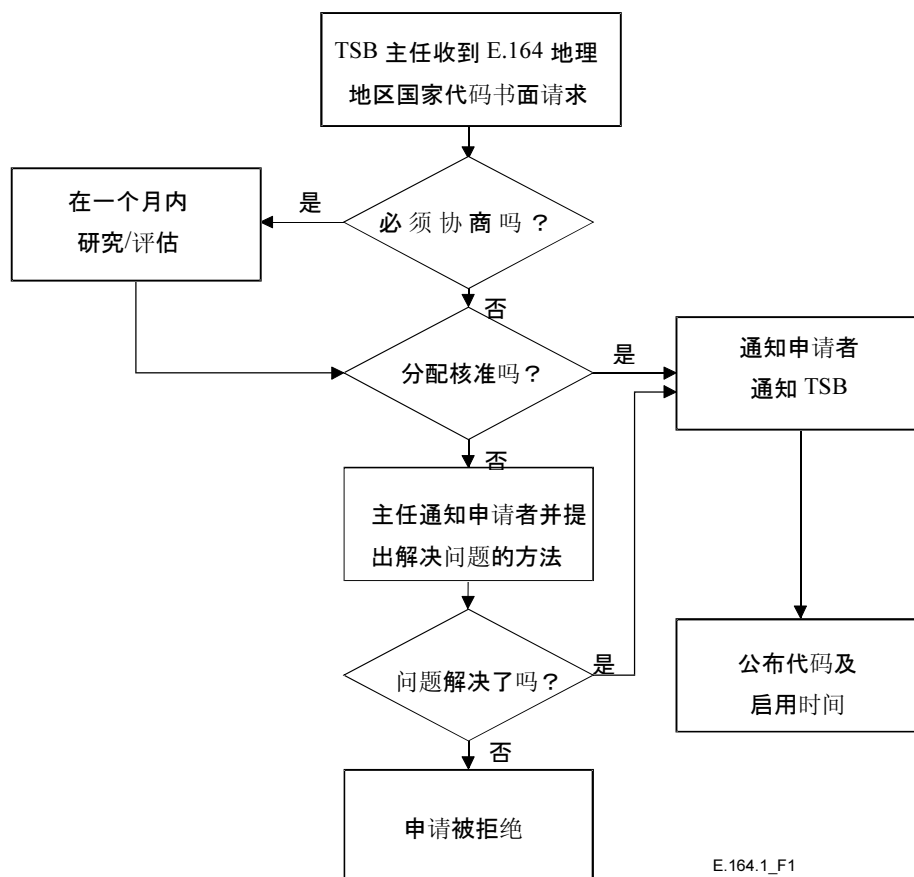 TSB 主任收到 E.164 地理
地区国家代码书面请求
在一个月内
研究/评估
是
必须协商吗？
否
分配核准吗？
是
通知申请者
通知 TSB
否
主任通知申请者并提
出解决问题的方法
问题解决了吗？
是
公布代码及
启用时间
否
申请被拒绝
E.164.1_F1